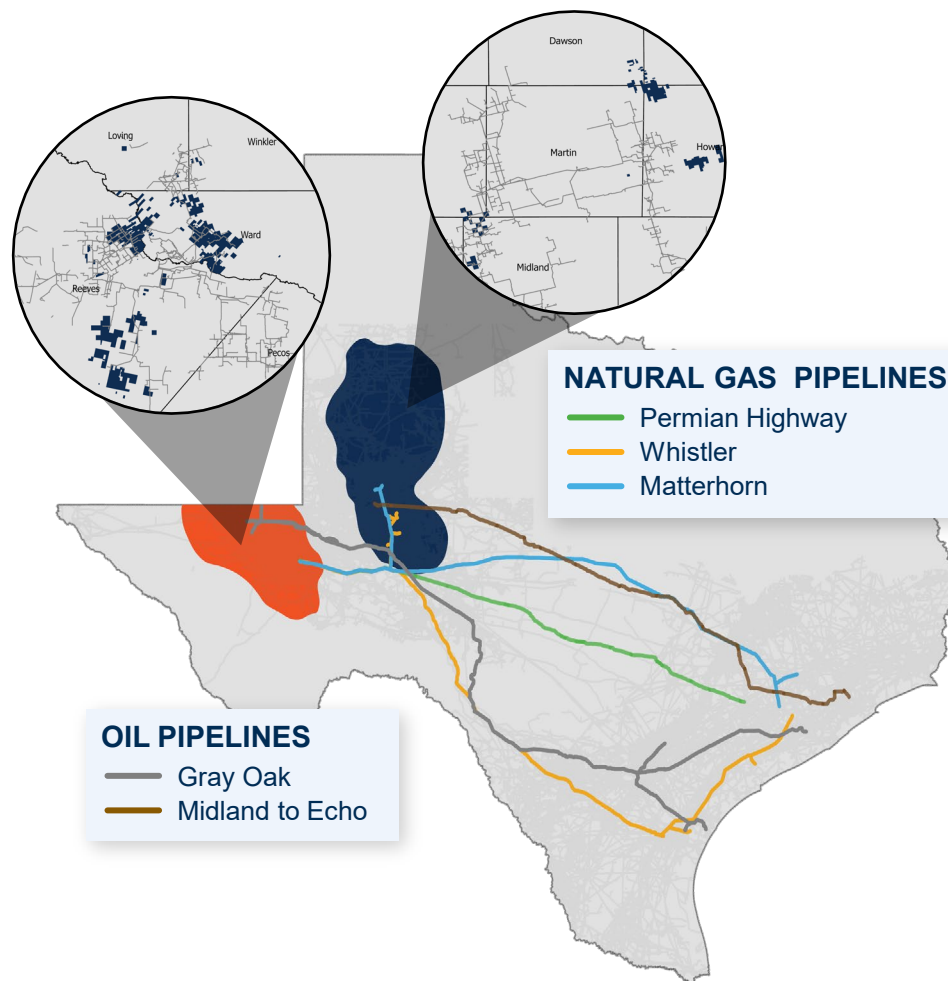 Dawson
Martin
Howar
Midland
Loving
Winkler
Ward
Reeves
Pecos
NATURAL GAS PIPELINES
Permian Highway
Whistler
Matterhorn
OIL PIPELINES
Gray Oak
Midland to Echo